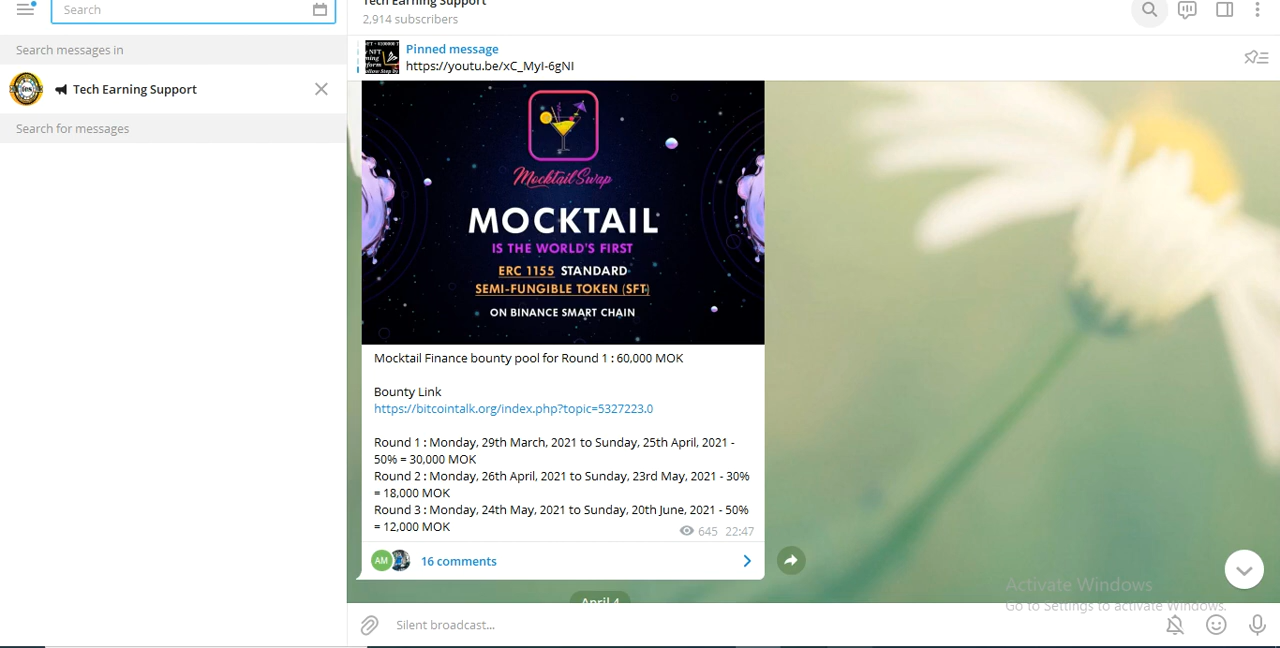 Search
Search messages in
Tech Earning Support
Search for messages
Tech Earning Support
2,914 subscribers
Pinned message
https://youtu.be/xC_MyI-6gNI
MocktailSwap
MOCKTAIL
IS THE WORLD'S FIRST
ERC 1155 STANDARD
SEMI-FUNGIBLE TOKEN (SFT)
ON BINANCE SMART CHAIN
Mocktail Finance bounty pool for Round 1 : 60,000 MOK
Bounty Link
https://bitcointalk.org/index.php?topic=5327223.0
Round 1 : Monday, 29th March, 2021 to Sunday, 25th April, 2021 -
50% = 30,000 MOK
Round 2 : Monday, 26th April, 2021 to Sunday, 23rd May, 2021 - 30%
= 18,000 MOK
Round 3 : Monday, 24th May, 2021 to Sunday, 20th June, 2021 - 50%
= 12,000 MOK
645 22:47
AM
16 comments
April 4
Activate Windows
Go to Settings to activate Windows.
Silent broadcast...